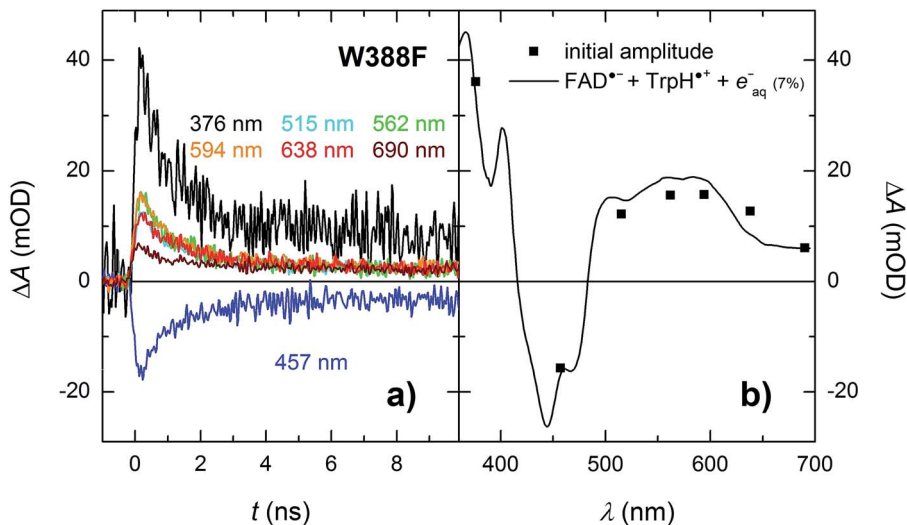 W388F
376 nm 515 nm 562 nm
594 nm 638 nm 690 nm
457 nm
a)
40
20
0
-20
ΔA (mOD)
0 2 4 6 8
t (ns)
■ initial amplitude
— FAD●− + TrpH●+ + e−aq (7%)
b)
40
20
0
-20
ΔA (mOD)
400 500 600 700
λ (nm)